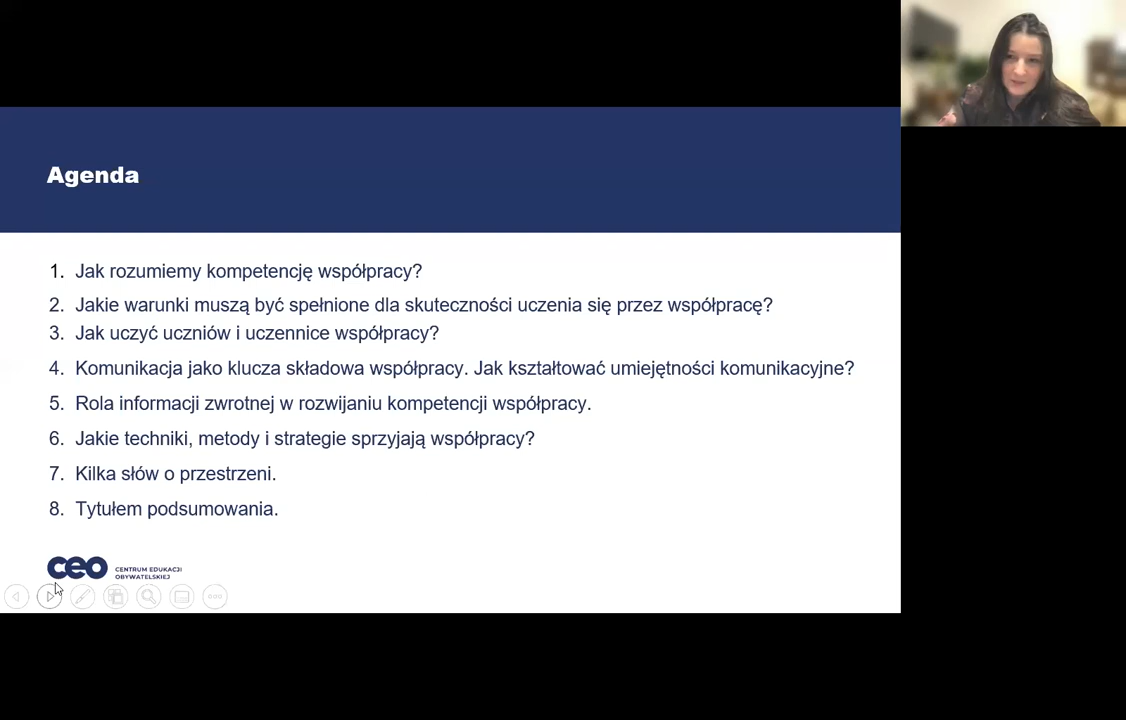 Agenda
1. Jak rozumiemy kompetencję współpracy?
2. Jakie warunki muszą być spełnione dla skuteczności uczenia się przez współpracę?
3. Jak uczyć uczniów i uczennice współpracy?
4. Komunikacja jako klucza składowa współpracy. Jak kształtować umiejętności komunikacyjne?
5. Rola informacji zwrotnej w rozwijaniu kompetencji współpracy.
6. Jakie techniki, metody i strategie sprzyjają współpracy?
7. Kilka słów o przestrzeni.
8. Tytułem podsumowania.
ceo
CENTRUM EDUKACJI
OBYWATELSKIEJ